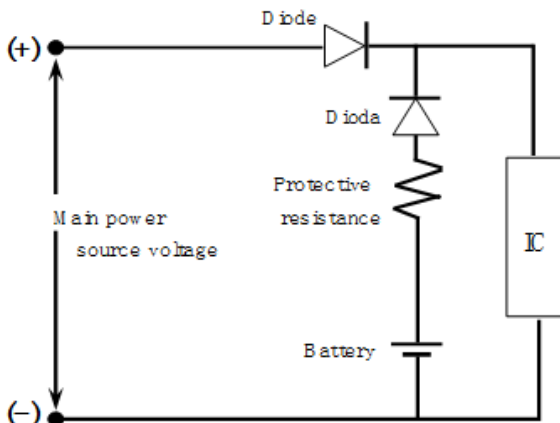 Diode
(+)
Dioda
Protective
resistance
Main power
source voltage
IC
Battery
(−)